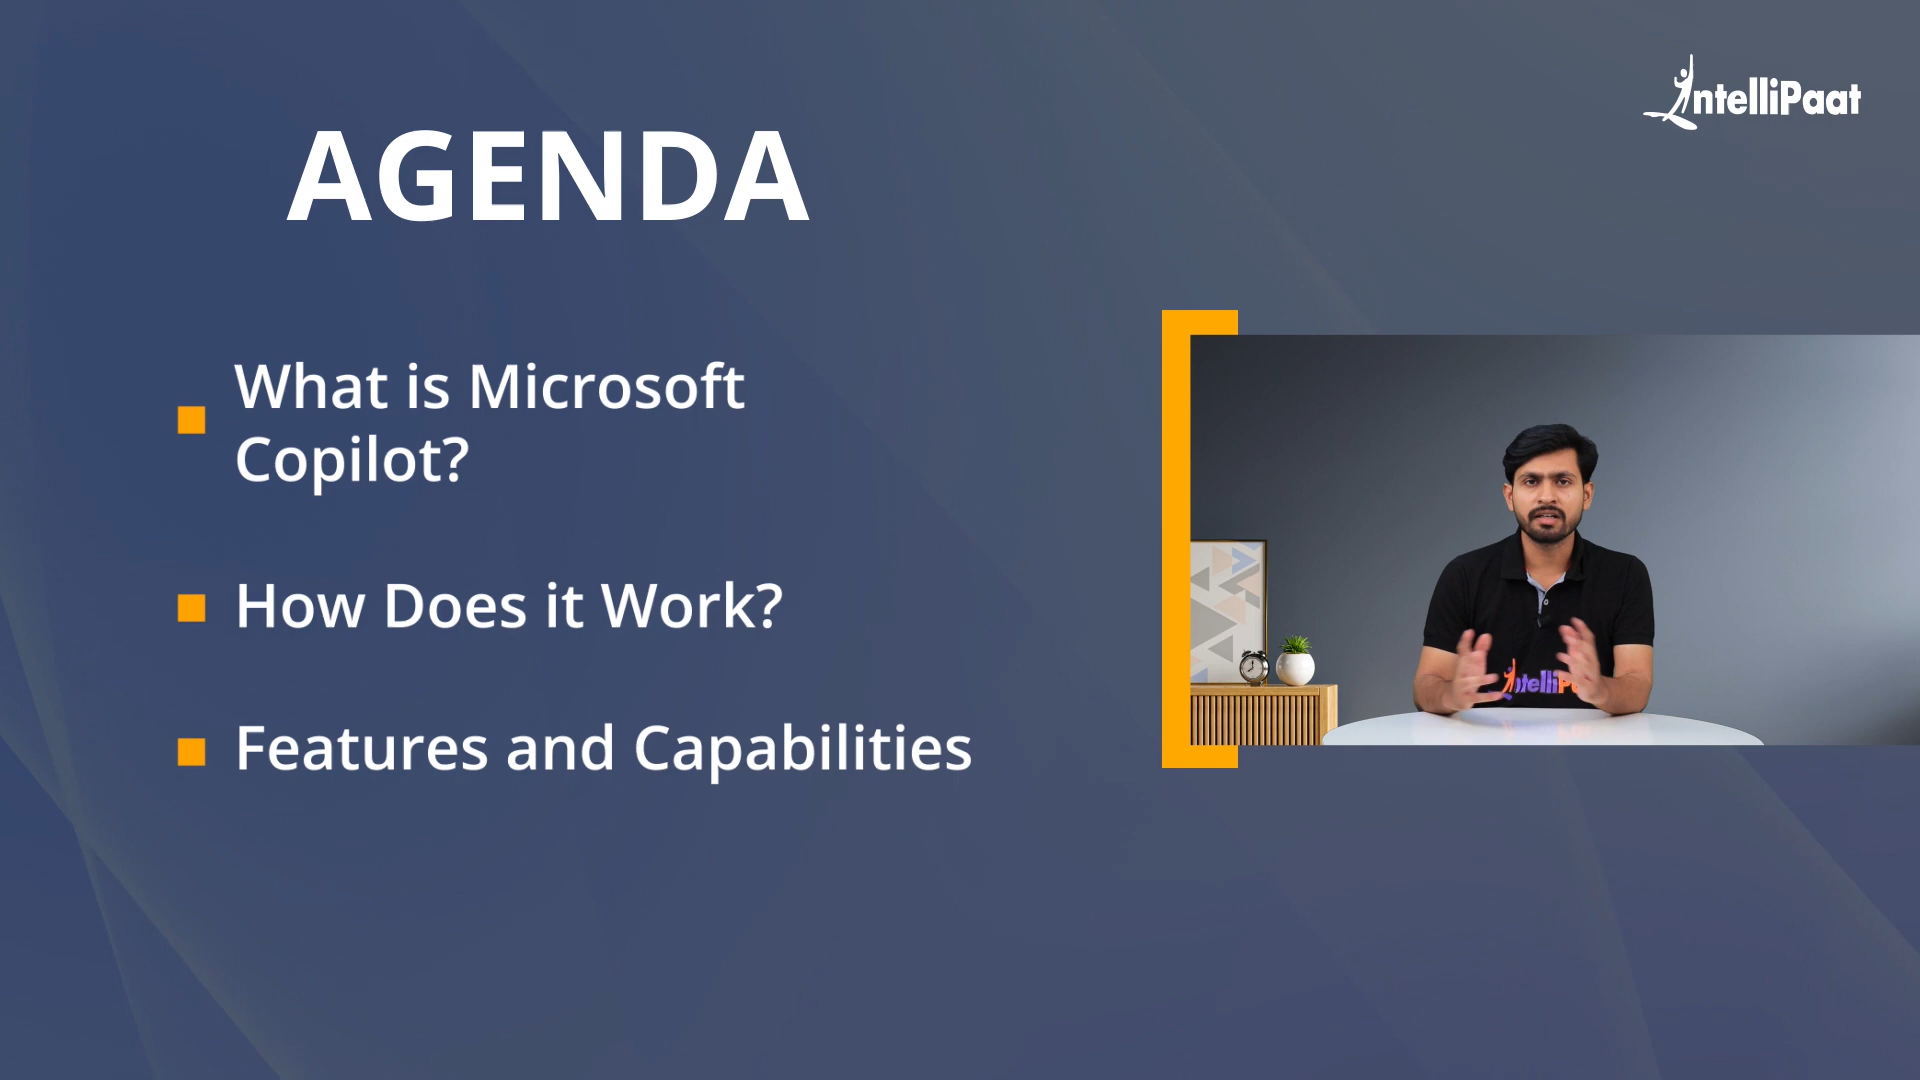 IntelliPaat
AGENDA
What is Microsoft
Copilot?
How Does it Work?
Features and Capabilities